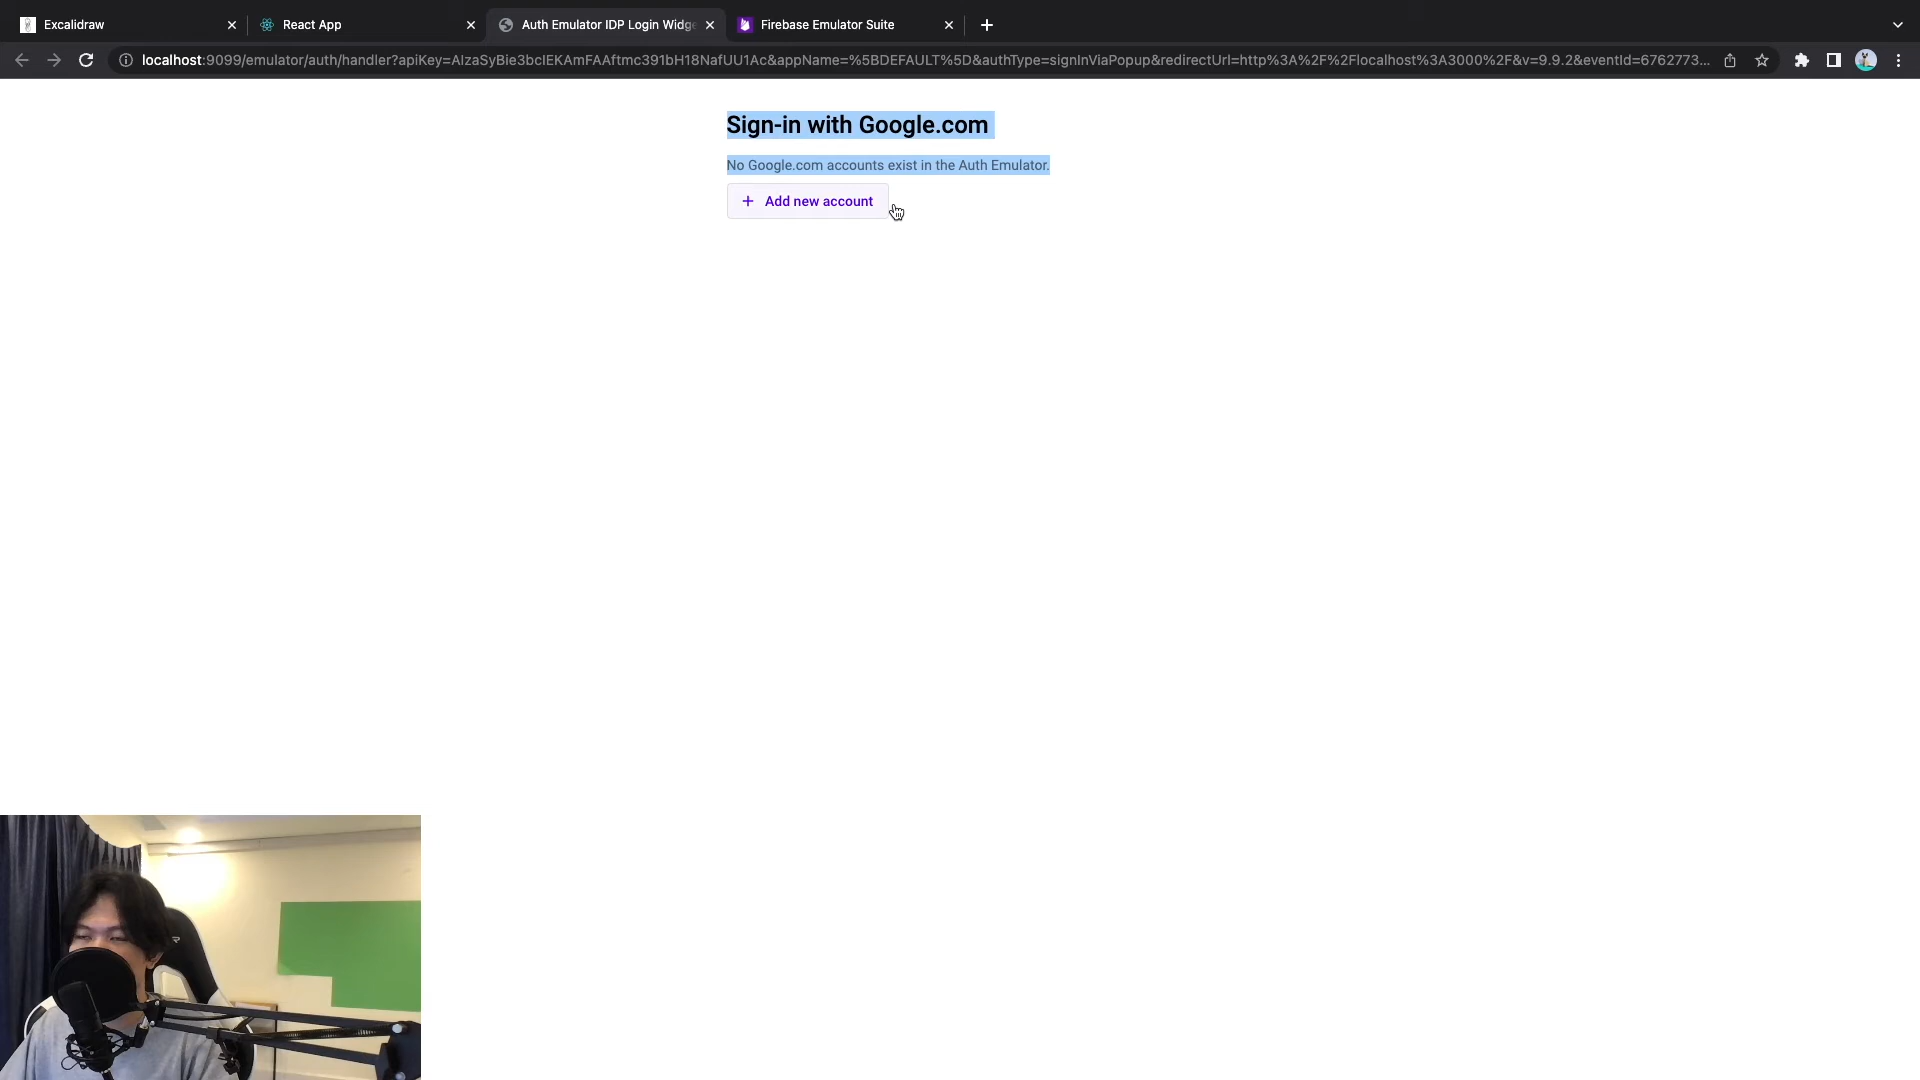 Excalidraw
React App
Auth Emulator IDP Login Widge
Firebase Emulator Suite
localhost:9099/emulator/auth/handler?apiKey=AIzaSyBie3bcIEKAmFAAftmc391bH18NafUU1Ac&appName=%5BDEFAULT%5D&authType=signInViaPopup&redirectUrl=http%3A%2F%2Flocalhost%3A3000%2F&v=9.9.2&eventId=6762773...
Sign-in with Google.com
No Google.com accounts exist in the Auth Emulator.
+ Add new account